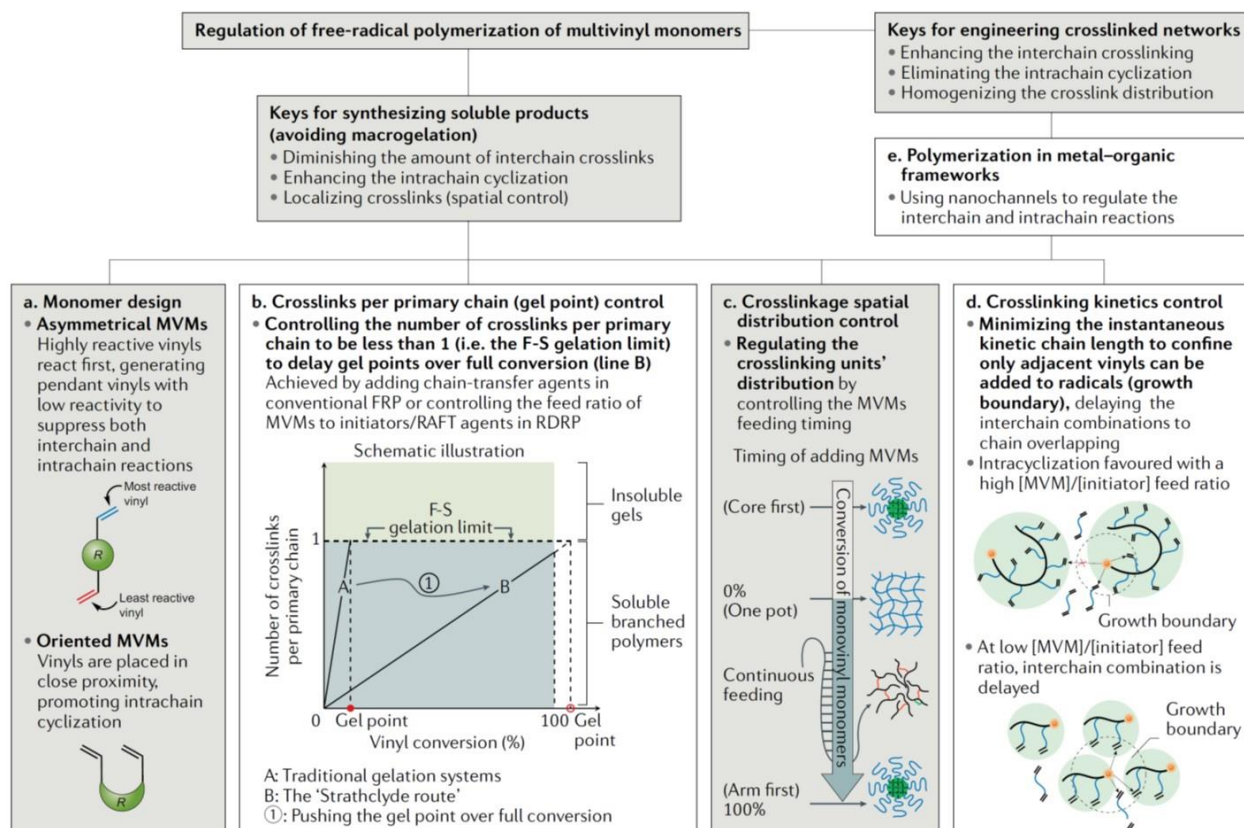 Regulation of free-radical polymerization of multivinyl monomers
Keys for engineering crosslinked networks
• Enhancing the interchain crosslinking
• Eliminating the intrachain cyclization
• Homogenizing the crosslink distribution
Keys for synthesizing soluble products
(avoiding macrogelation)
• Diminishing the amount of interchain crosslinks
• Enhancing the intrachain cyclization
• Localizing crosslinks (spatial control)
e. Polymerization in metal–organic
frameworks
• Using nanochannels to regulate the
interchain and intrachain reactions
a. Monomer design
• Asymmetrical MVMs
Highly reactive vinyls
react first, generating
pendant vinyls with
low reactivity to
suppress both
interchain and
intrachain reactions
Most reactive
vinyl
R
Least reactive
vinyl
• Oriented MVMs
Vinyls are placed in
close proximity,
promoting intrachain
cyclization
R
b. Crosslinks per primary chain (gel point) control
• Controlling the number of crosslinks per primary
chain to be less than 1 (i.e. the F-S gelation limit)
to delay gel points over full conversion (line B)
Achieved by adding chain-transfer agents in
conventional FRP or controlling the feed ratio of
MVMs to initiators/RAFT agents in RDRP
Schematic illustration
Number of crosslinks
per primary chain
1
F-S
gelation limit
A
①
B
Insoluble
gels
Soluble
branched
polymers
0
Gel point
100
Gel
point
Vinyl conversion (%)
A: Traditional gelation systems
B: The ‘Strathclyde route’
①: Pushing the gel point over full conversion
c. Crosslinkage spatial
distribution control
• Regulating the
crosslinking units’
distribution by
controlling the MVMs
feeding timing
Timing of adding MVMs
Conversion of monovinyl monomers
(Core first)
0%
(One pot)
Continuous
feeding
(Arm first)
100%
d. Crosslinking kinetics control
• Minimizing the instantaneous
kinetic chain length to confine
only adjacent vinyls can be
added to radicals (growth
boundary), delaying the
interchain combinations to
chain overlapping
• Intracyclization favoured with a
high [MVM]/[initiator] feed ratio
Growth boundary
• At low [MVM]/[initiator] feed
ratio, interchain combination is
delayed
Growth
boundary